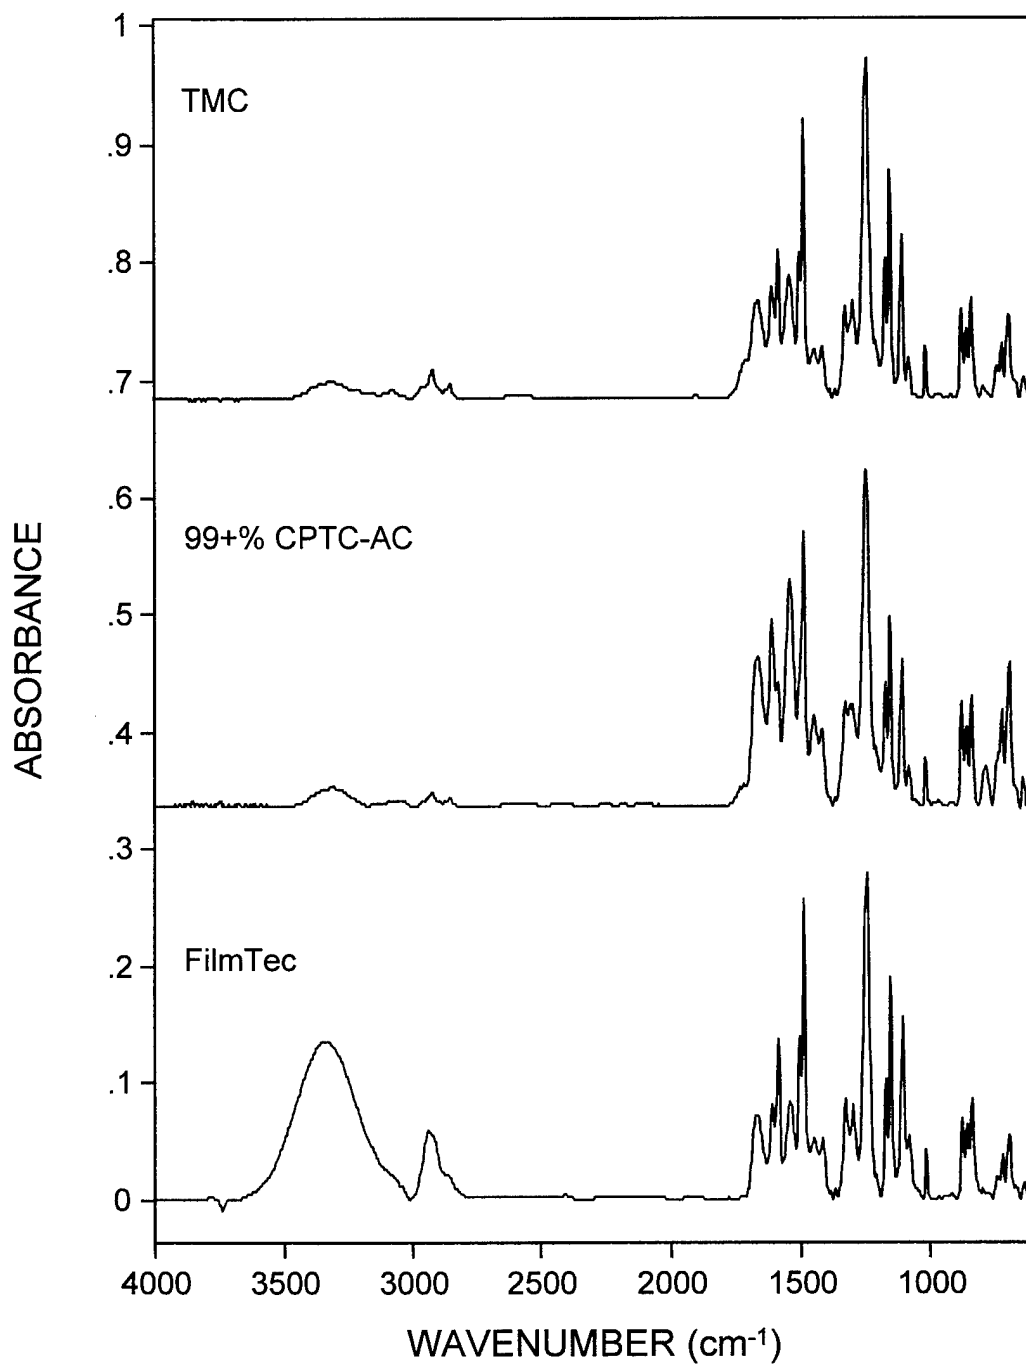 1
TMC
.9
.8
.7
.6
99+% CPTC-AC
.5
.4
.3
FilmTec
.2
.1
0
ABSORBANCE
4000 3500 3000 2500 2000 1500 1000
WAVENUMBER (cm-1)